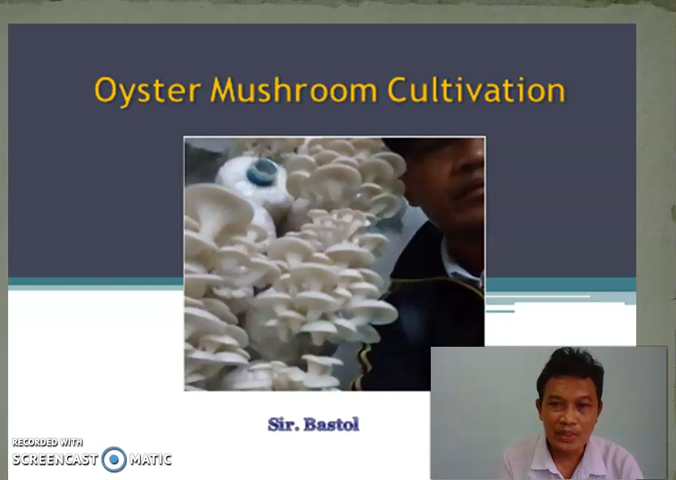 Oyster Mushroom Cultivation
Sir. Bastol
RECORDED WITH
SCREENCAST MATIC